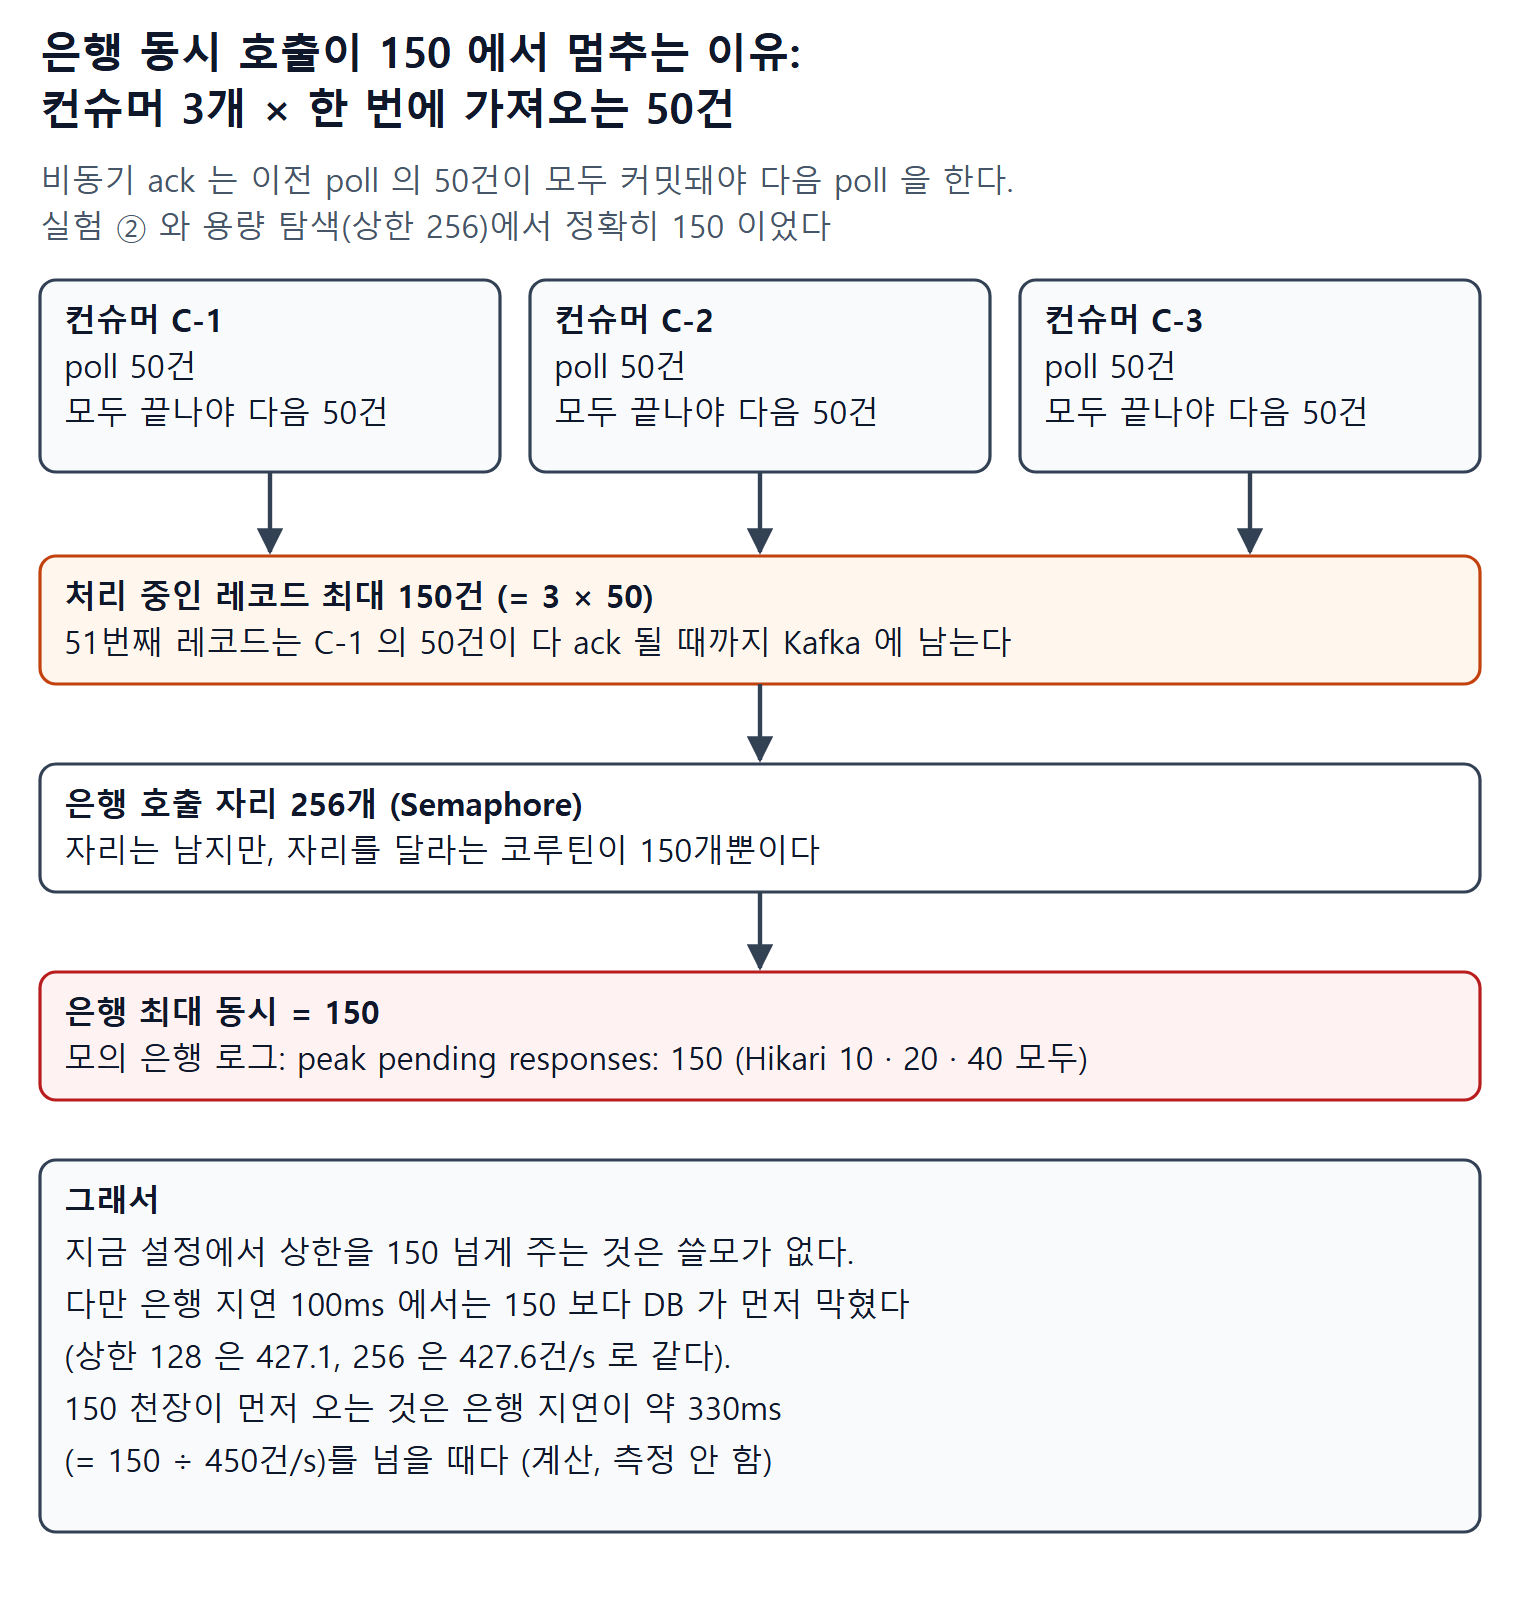 은행 동시 호출이 150 에서 멈추는 이유:
컨슈머 3개 × 한 번에 가져오는 50건
비동기 ack 는 이전 poll 의 50건이 모두 커밋돼야 다음 poll 을 한다.
실험 ② 와 용량 탐색(상한 256)에서 정확히 150 이었다
컨슈머 C-1
poll 50건
모두 끝나야 다음 50건
컨슈머 C-2
poll 50건
모두 끝나야 다음 50건
컨슈머 C-3
poll 50건
모두 끝나야 다음 50건
처리 중인 레코드 최대 150건 (= 3 × 50)
51번째 레코드는 C-1 의 50건이 다 ack 될 때까지 Kafka 에 남는다
은행 호출 자리 256개 (Semaphore)
자리는 남지만, 자리를 달라는 코루틴이 150개뿐이다
은행 최대 동시 = 150
모의 은행 로그: peak pending responses: 150 (Hikari 10 · 20 · 40 모두)
그래서
지금 설정에서 상한을 150 넘게 주는 것은 쓸모가 없다.
다만 은행 지연 100ms 에서는 150 보다 DB 가 먼저 막혔다
(상한 128 은 427.1, 256 은 427.6건/s 로 같다).
150 천장이 먼저 오는 것은 은행 지연이 약 330ms
(= 150 ÷ 450건/s)를 넘을 때다 (계산, 측정 안 함)